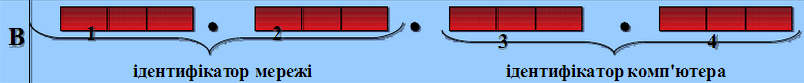 В 1 . 2 . 3 . 4
ідентифікатор мережі ідентифікатор комп'ютера